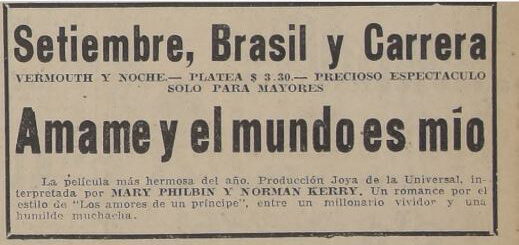 Setiembre, Brasil y Carrera
VERMOUTH Y NOCHE.— PLATEA $ 3.30.— PRECIOSO ESPECTACULO
SOLO PARA MAYORES
Amame y el mundo es mío
La película más hermosa del año. Producción Joya de la Universal, in-
terpretada por MARY PHILBIN Y NORMAN KERRY. Un romance por el
estilo de "Los amores de un príncipe", entre un millonario vividor y una
humilde muchacha.